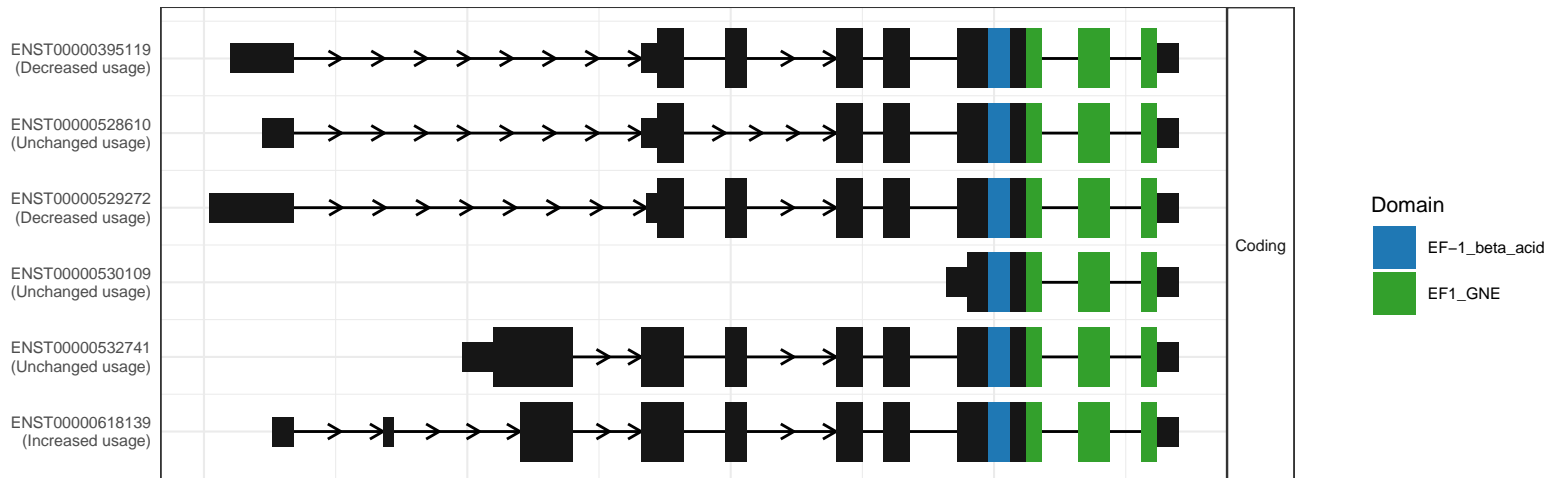 ENST00000395119
(Decreased usage)
ENST00000528610
(Unchanged usage)
ENST00000529272
(Decreased usage)
ENST00000530109
(Unchanged usage)
ENST00000532741
(Unchanged usage)
ENST00000618139
(Increased usage)
Coding
Domain
EF−1_beta_acid
EF1_GNE